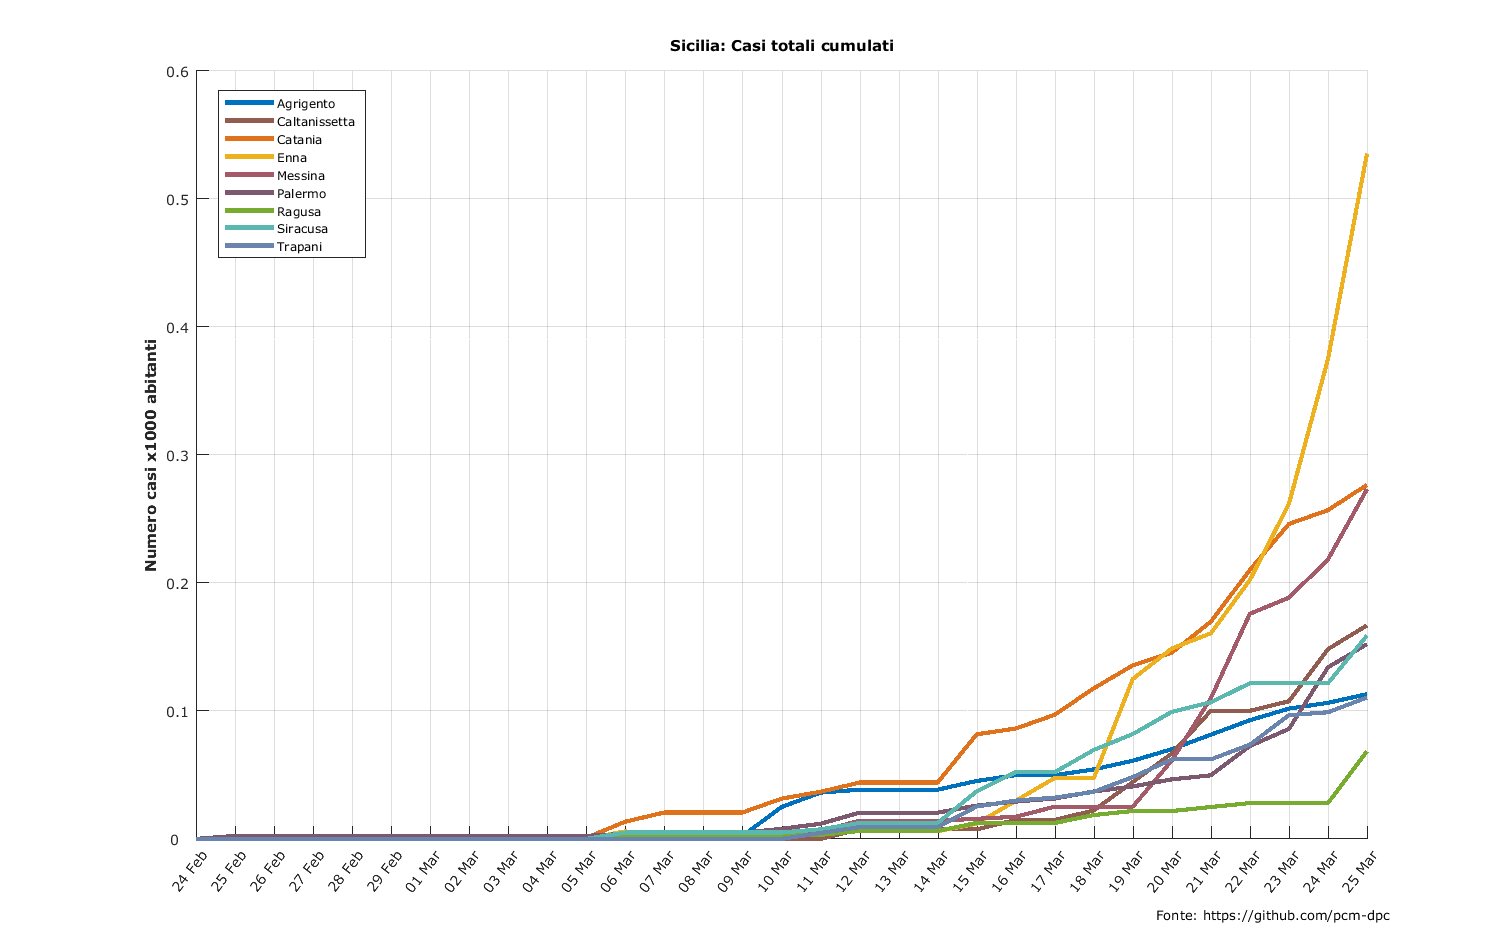 Sicilia: Casi totali cumulati
0.6
0.5
0.4
0.3
0.2
0.1
0
Numero casi x1000 abitanti
Agrigento
Caltanissetta
Catania
Enna
Messina
Palermo
Ragusa
Siracusa
Trapani
24 Feb
25 Feb
26 Feb
27 Feb
28 Feb
29 Feb
01 Mar
02 Mar
03 Mar
04 Mar
05 Mar
06 Mar
07 Mar
08 Mar
09 Mar
10 Mar
11 Mar
12 Mar
13 Mar
14 Mar
15 Mar
16 Mar
17 Mar
18 Mar
19 Mar
20 Mar
21 Mar
22 Mar
23 Mar
24 Mar
25 Mar
Fonte: https://github.com/pcm-dpc